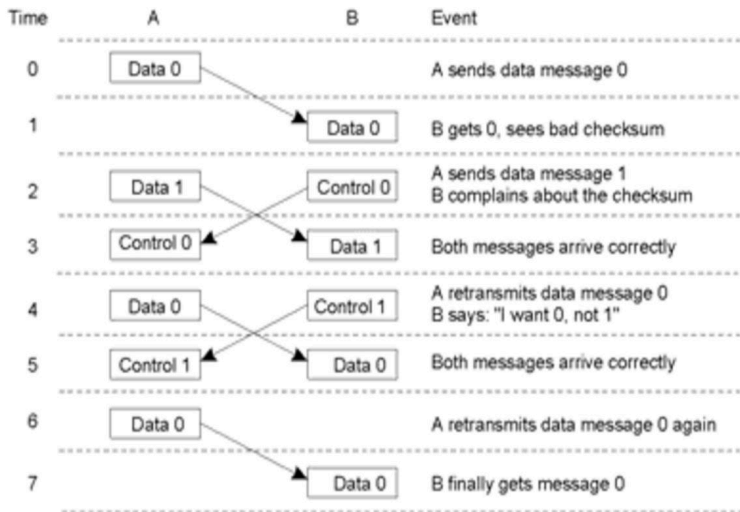 Time A B Event
0 Data 0 A sends data message 0
1 Data 0 B gets 0, sees bad checksum
A sends data message 1
2 Data 1 Control 0
B complains about the checksum
3 Control 0 Data 1 Both messages arrive correctly
A retransmits data message 0
4 Data 0 Control 1
B says: "I want 0, not 1"
5 Control 1 Data 0 Both messages arrive correctly
6 Data 0 A retransmits data message 0 again
7 Data 0 B finally gets message 0